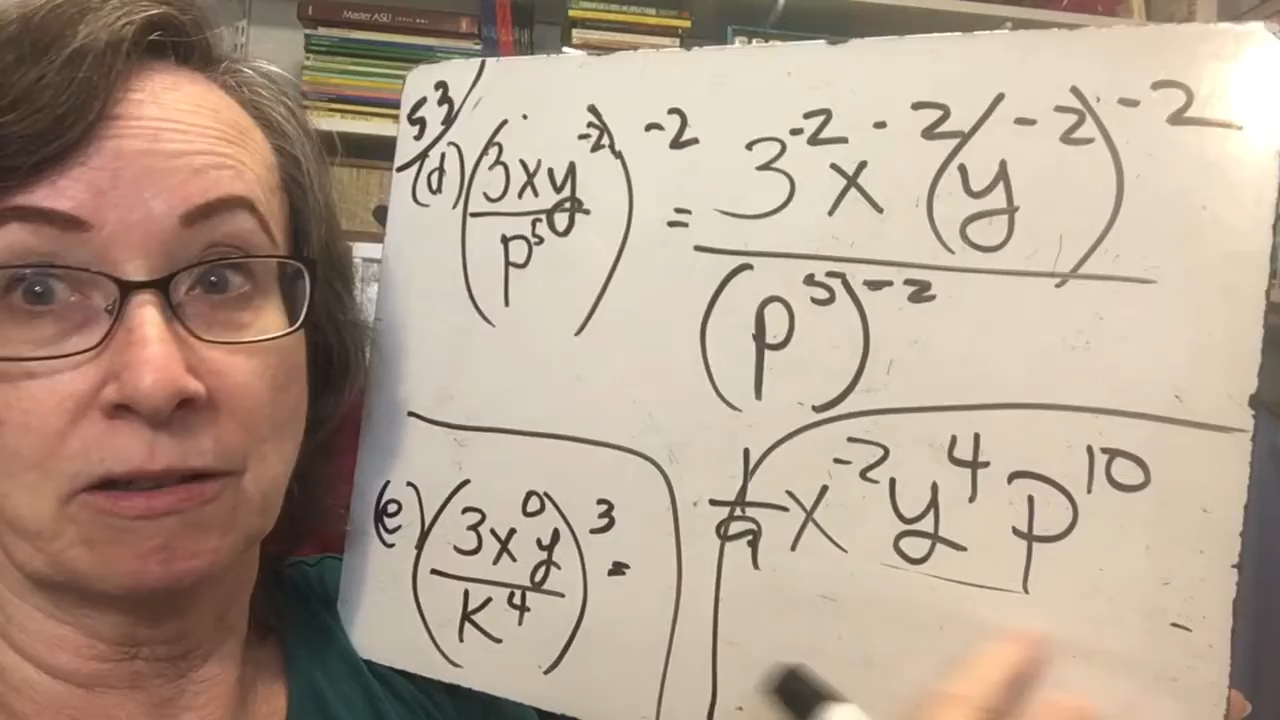 Master ASU
53
(d) (3xy^-2 / p^5)^-2 = 3^-2 x^-2 (y^-2)^-2 / (p^5)^-2
1/9 x^-2 y^4 p^10
(e) (3x^0y / K^4)^3 =